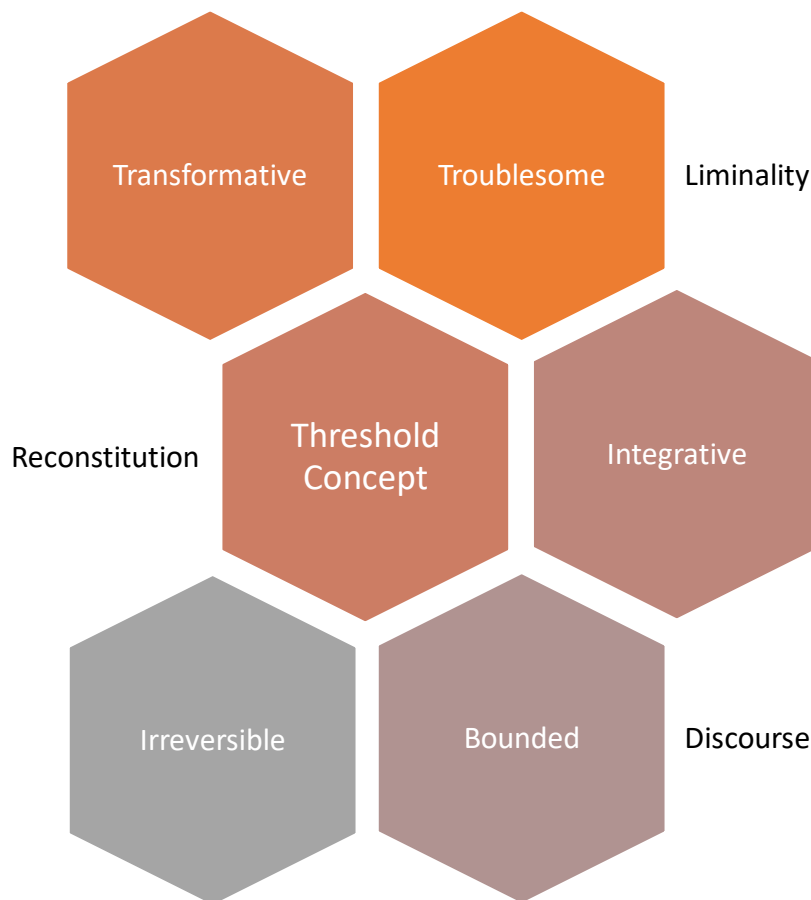 Transformative
Troublesome
Liminality
Reconstitution
Threshold
Concept
Integrative
Irreversible
Bounded
Discourse